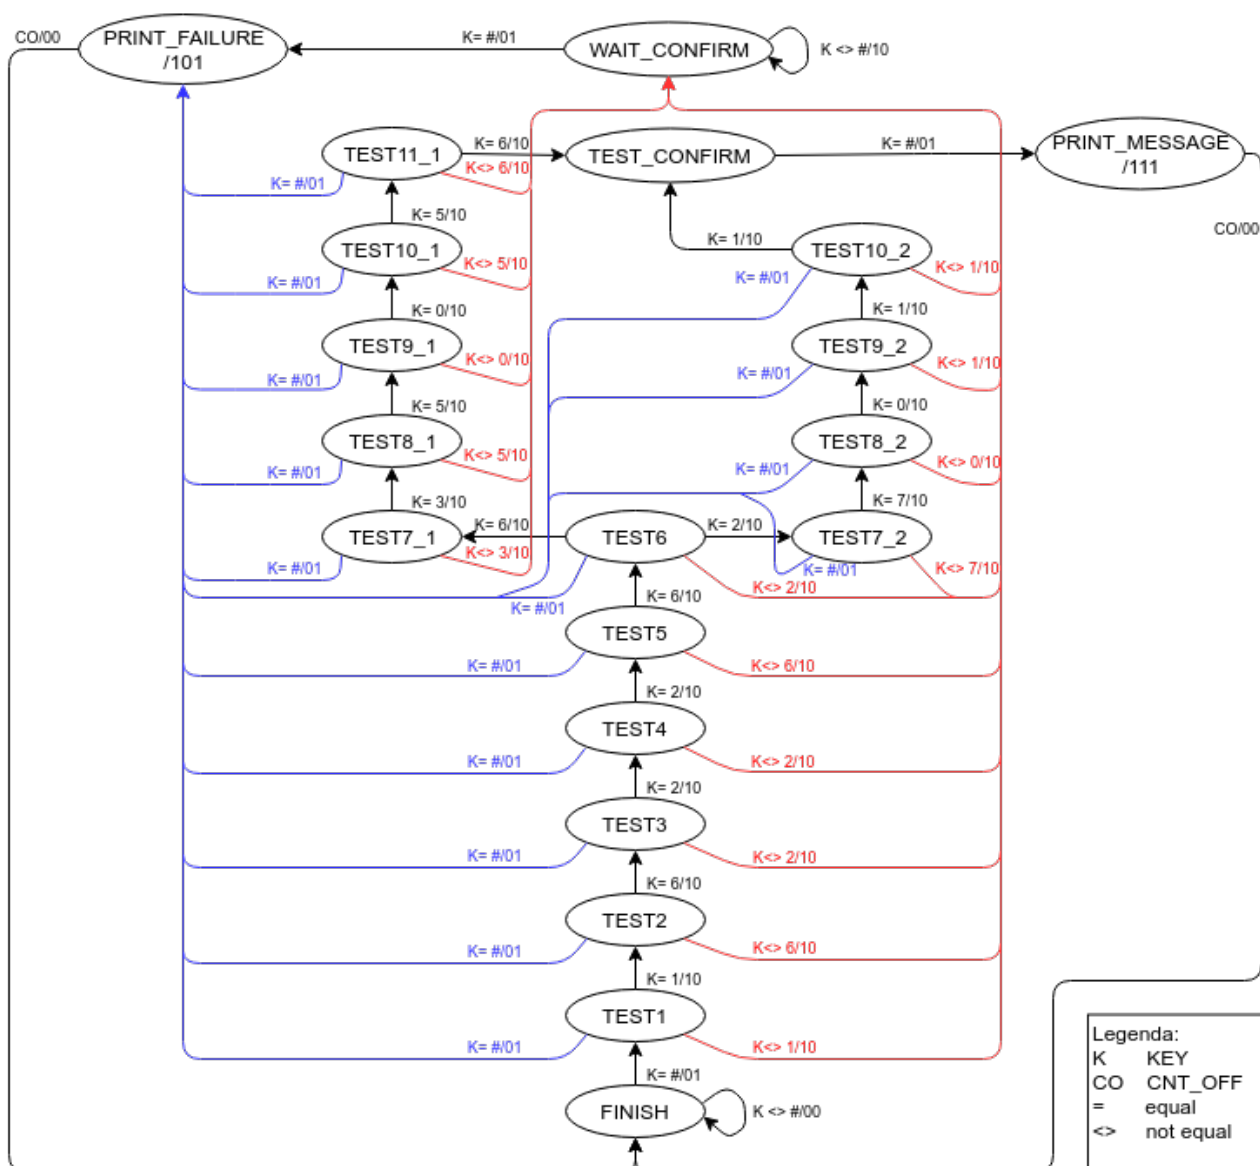 CO/00
PRINT_FAILURE
/101
K= #/01
WAIT_CONFIRM
K <> #/10
TEST11_1
K= 6/10
K<> 6/10
K= #/01
TEST_CONFIRM
K= #/01
PRINT_MESSAGE
/111
CO/00
K= 5/10
TEST10_1
K<> 5/10
K= #/01
K= 1/10
TEST10_2
K<> 1/10
K= #/01
K= 0/10
TEST9_1
K<> 0/10
K= #/01
K= 1/10
TEST9_2
K<> 1/10
K= #/01
K= 5/10
TEST8_1
K<> 5/10
K= #/01
K= 0/10
TEST8_2
K<> 0/10
K= #/01
K= 3/10
TEST7_1
K<> 3/10
K= #/01
K= 6/10
TEST6
K= 2/10
K= 7/10
TEST7_2
K= #/01
K<> 7/10
K= #/01
K<> 2/10
K= 6/10
TEST5
K= #/01
K<> 6/10
K= 2/10
TEST4
K= #/01
K<> 2/10
K= 2/10
TEST3
K= #/01
K<> 2/10
K= 6/10
TEST2
K= #/01
K<> 6/10
K= 1/10
TEST1
K= #/01
K<> 1/10
K= #/01
FINISH
K <> #/00
Legenda:
K KEY
CO CNT_OFF
= equal
<> not equal